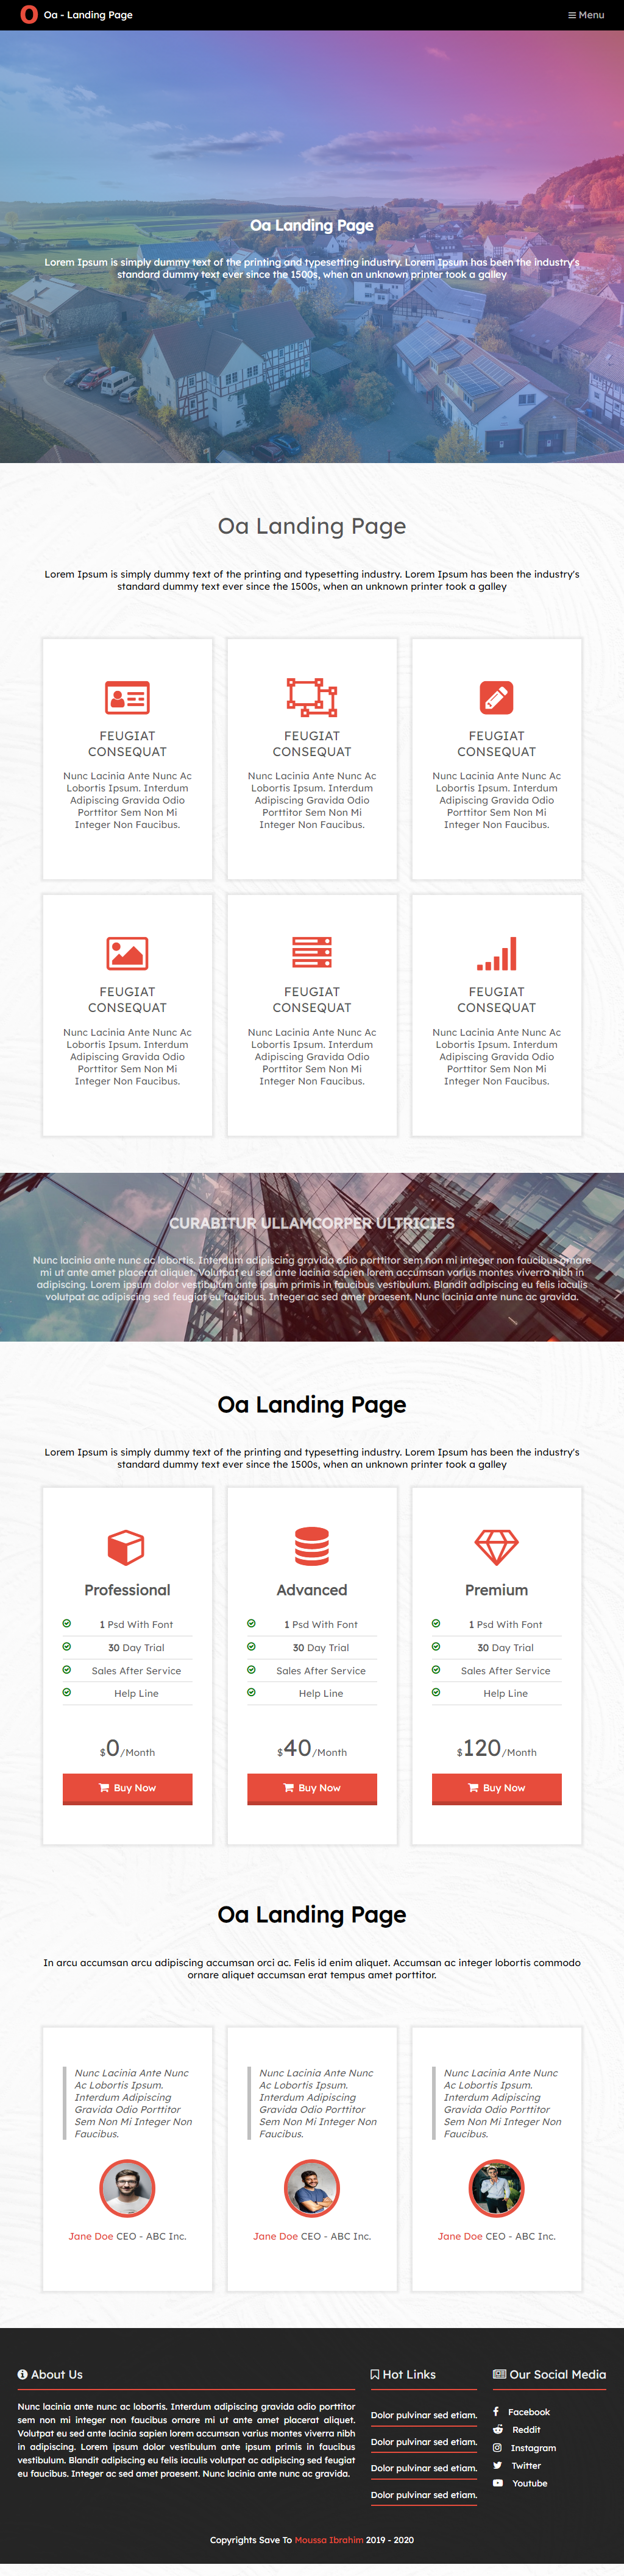 O Oa - Landing Page
Menu
Oa Landing Page
Lorem Ipsum is simply dummy text of the printing and typesetting industry. Lorem Ipsum has been the industry's
standard dummy text ever since the 1500s, when an unknown printer took a galley
Oa Landing Page
Lorem Ipsum is simply dummy text of the printing and typesetting industry. Lorem Ipsum has been the industry's
standard dummy text ever since the 1500s, when an unknown printer took a galley
FEUGIAT
CONSEQUAT
Nunc Lacinia Ante Nunc Ac
Lobortis Ipsum. Interdum
Adipiscing Gravida Odio
Porttitor Sem Non Mi
Integer Non Faucibus.
FEUGIAT
CONSEQUAT
Nunc Lacinia Ante Nunc Ac
Lobortis Ipsum. Interdum
Adipiscing Gravida Odio
Porttitor Sem Non Mi
Integer Non Faucibus.
FEUGIAT
CONSEQUAT
Nunc Lacinia Ante Nunc Ac
Lobortis Ipsum. Interdum
Adipiscing Gravida Odio
Porttitor Sem Non Mi
Integer Non Faucibus.
FEUGIAT
CONSEQUAT
Nunc Lacinia Ante Nunc Ac
Lobortis Ipsum. Interdum
Adipiscing Gravida Odio
Porttitor Sem Non Mi
Integer Non Faucibus.
FEUGIAT
CONSEQUAT
Nunc Lacinia Ante Nunc Ac
Lobortis Ipsum. Interdum
Adipiscing Gravida Odio
Porttitor Sem Non Mi
Integer Non Faucibus.
FEUGIAT
CONSEQUAT
Nunc Lacinia Ante Nunc Ac
Lobortis Ipsum. Interdum
Adipiscing Gravida Odio
Porttitor Sem Non Mi
Integer Non Faucibus.
CURABITUR ULLAMCORPER ULTRICIES
Nunc lacinia ante nunc ac lobortis. Interdum adipiscing gravida odio porttitor sem non mi integer non faucibus ornare
mi ut ante amet placerat aliquet. Volutpat eu sed ante lacinia sapien lorem accumsan varius montes viverra nibh in
adipiscing. Lorem ipsum dolor vestibulum ante ipsum primis in faucibus vestibulum. Blandit adipiscing eu felis iaculis
volutpat ac adipiscing sed feugiat eu faucibus. Integer ac sed amet praesent. Nunc lacinia ante nunc ac gravida.
Oa Landing Page
Lorem Ipsum is simply dummy text of the printing and typesetting industry. Lorem Ipsum has been the industry's
standard dummy text ever since the 1500s, when an unknown printer took a galley
Professional
1 Psd With Font
30 Day Trial
Sales After Service
Help Line
$0/Month
Buy Now
Advanced
1 Psd With Font
30 Day Trial
Sales After Service
Help Line
$40/Month
Buy Now
Premium
1 Psd With Font
30 Day Trial
Sales After Service
Help Line
$120/Month
Buy Now
Oa Landing Page
In arcu accumsan arcu adipiscing accumsan orci ac. Felis id enim aliquet. Accumsan ac integer lobortis commodo
ornare aliquet accumsan erat tempus amet porttitor.
Nunc Lacinia Ante Nunc
Ac Lobortis Ipsum.
Interdum Adipiscing
Gravida Odio Porttitor
Sem Non Mi Integer Non
Faucibus.
Jane Doe CEO - ABC Inc.
Nunc Lacinia Ante Nunc
Ac Lobortis Ipsum.
Interdum Adipiscing
Gravida Odio Porttitor
Sem Non Mi Integer Non
Faucibus.
Jane Doe CEO - ABC Inc.
Nunc Lacinia Ante Nunc
Ac Lobortis Ipsum.
Interdum Adipiscing
Gravida Odio Porttitor
Sem Non Mi Integer Non
Faucibus.
Jane Doe CEO - ABC Inc.
About Us
Nunc lacinia ante nunc ac lobortis. Interdum adipiscing gravida odio porttitor
sem non mi integer non faucibus ornare mi ut ante amet placerat aliquet.
Volutpat eu sed ante lacinia sapien lorem accumsan varius montes viverra nibh
in adipiscing. Lorem ipsum dolor vestibulum ante ipsum primis in faucibus
vestibulum. Blandit adipiscing eu felis iaculis volutpat ac adipiscing sed feugiat
eu faucibus. Integer ac sed amet praesent. Nunc lacinia ante nunc ac gravida.
Hot Links
Dolor pulvinar sed etiam.
Dolor pulvinar sed etiam.
Dolor pulvinar sed etiam.
Dolor pulvinar sed etiam.
Our Social Media
Facebook
Reddit
Instagram
Twitter
Youtube
Copyrights Save To Moussa Ibrahim 2019 - 2020